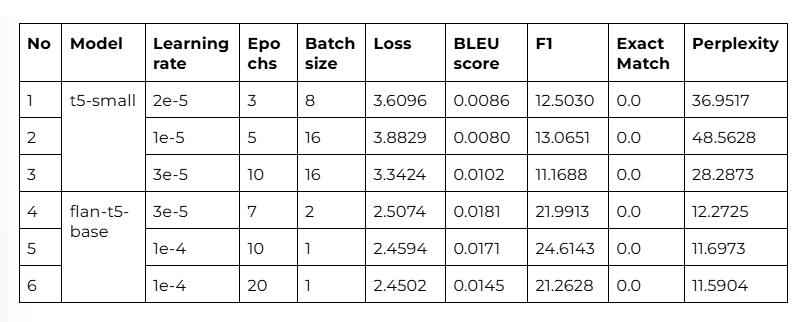 No Model Learning rate Epo chs Batch size Loss BLEU score F1 Exact Match Perplexity
1 t5-small 2e-5 3 8 3.6096 0.0086 12.5030 0.0 36.9517
2 1e-5 5 16 3.8829 0.0080 13.0651 0.0 48.5628
3 3e-5 10 16 3.3424 0.0102 11.1688 0.0 28.2873
4 flan-t5-base 3e-5 7 2 2.5074 0.0181 21.9913 0.0 12.2725
5 1e-4 10 1 2.4594 0.0171 24.6143 0.0 11.6973
6 1e-4 20 1 2.4502 0.0145 21.2628 0.0 11.5904